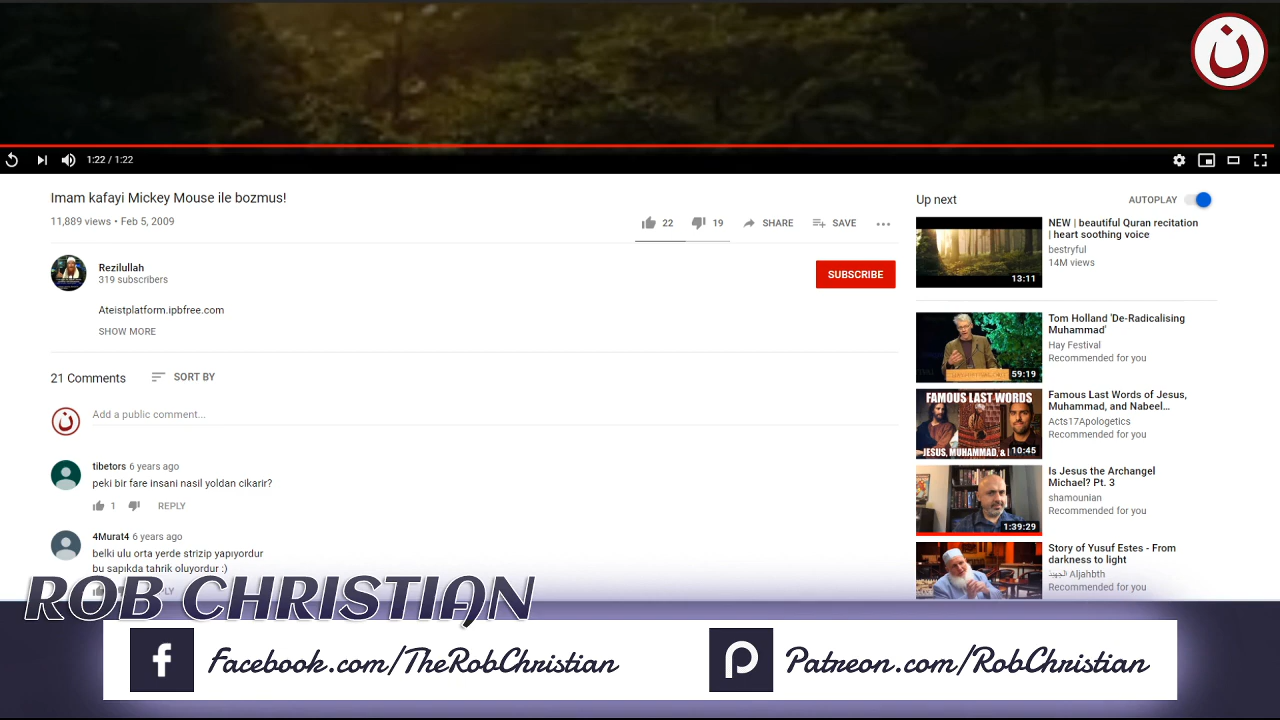 ن
1:22 / 1:22
Imam kafayi Mickey Mouse ile bozmus!
11,889 views • Feb 5, 2009
22
19
SHARE
SAVE
Rezilullah
319 subscribers
SUBSCRIBE
Ateistplatform.ipbfree.com
SHOW MORE
21 Comments
SORT BY
ن
Add a public comment...
tibetors 6 years ago
peki bir fare insani nasil yoldan cikarir?
1
REPLY
4Murat4 6 years ago
belki ulu orta yerde strizip yapıyordur
bu sapıkda tahrik oluyordur :)
Up next
AUTOPLAY
13:11
NEW | beautiful Quran recitation
| heart soothing voice
bestryful
14M views
59:19
Tom Holland 'De-Radicalising
Muhammad'
Hay Festival
Recommended for you
FAMOUS LAST WORDS
JESUS, MUHAMMAD, &
10:45
Famous Last Words of Jesus,
Muhammad, and Nabeel...
Acts17Apologetics
Recommended for you
1:39:29
Is Jesus the Archangel
Michael? Pt. 3
shamounian
Recommended for you
Story of Yusuf Estes - From
darkness to light
Aljahbth
Recommended for you
ROB CHRISTIAN
Facebook.com/TheRobChristian
Patreon.com/RobChristian